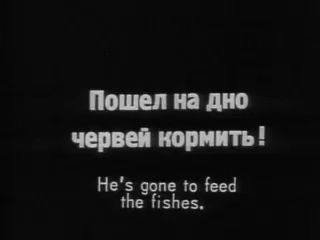 Пошел на дно
червей кормить!
He's gone to feed
the fishes.